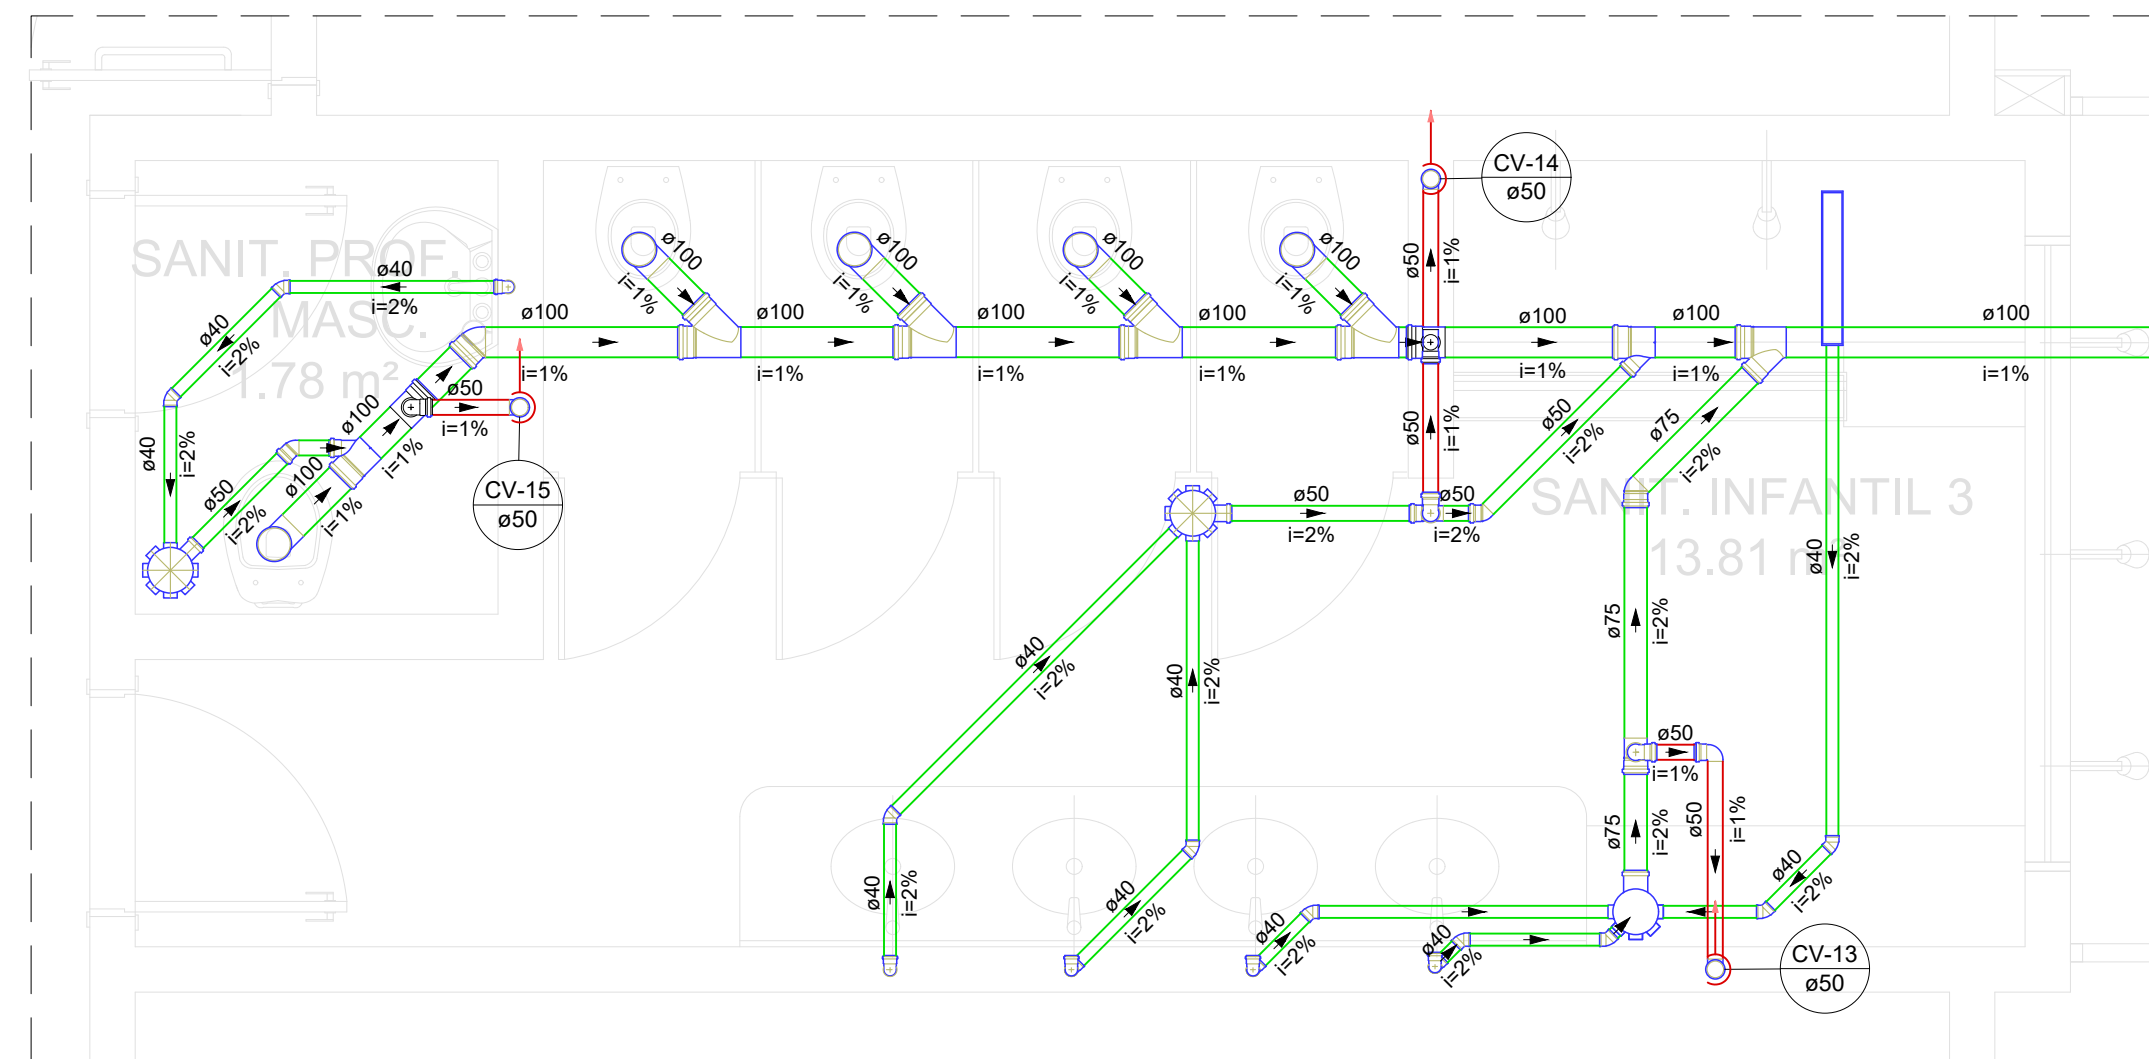 CV-14
ø50
SANIT. PROF.
MASC.
1.78 m²
ø40
i=2%
ø40
i=2%
ø40
i=2%
ø50
i=2%
ø100
i=1%
ø100
i=1%
ø50
i=1%
CV-15
ø50
ø100
i=1%
ø100
i=1%
ø100
i=1%
ø100
i=1%
ø100
i=1%
ø100
i=1%
ø100
i=1%
ø100
i=1%
ø50
i=1%
ø50
i=1%
ø100
i=1%
ø100
i=1%
ø100
i=1%
ø50
i=2%
ø75
i=2%
ø50
i=2%
ø50
i=2%
SANIT. INFANTIL 3
13.81 m
ø40
i=2%
ø40
i=2%
ø40
i=2%
ø75
i=2%
ø50
i=1%
ø50
i=1%
ø75
i=2%
ø40
i=2%
ø40
i=2%
ø40
i=2%
ø40
i=2%
ø40
i=2%
CV-13
ø50